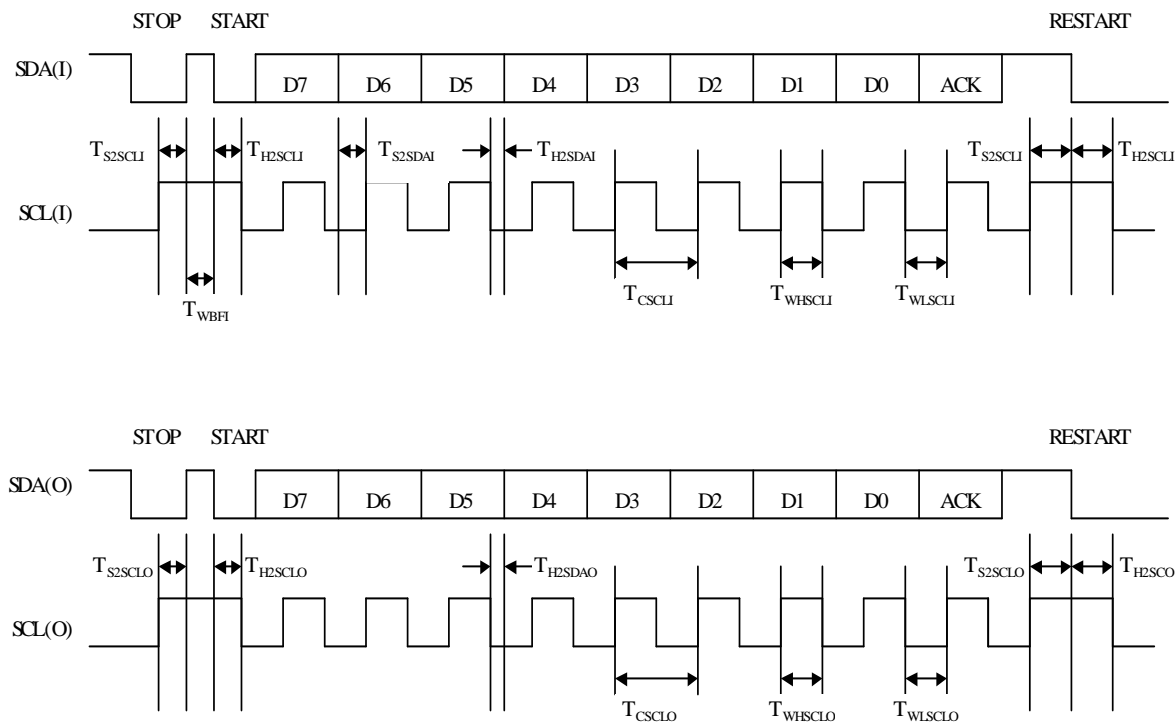 STOP START RESTART
SDA(I)
D7 D6 D5 D4 D3 D2 D1 D0 ACK
TS2SCLI TH2SCLI TS2SDAI TH2SDAI TS2SCLI TH2SCLI
SCL(I)
TCSCLI TWHSCLI TWLSCLI
TWBFI
STOP START RESTART
SDA(O)
D7 D6 D5 D4 D3 D2 D1 D0 ACK
TS2SCLO TH2SCLO TH2SDAO TS2SCLO TH2SCO
SCL(O)
TCSCLO TWHSCLO TWLSCLO